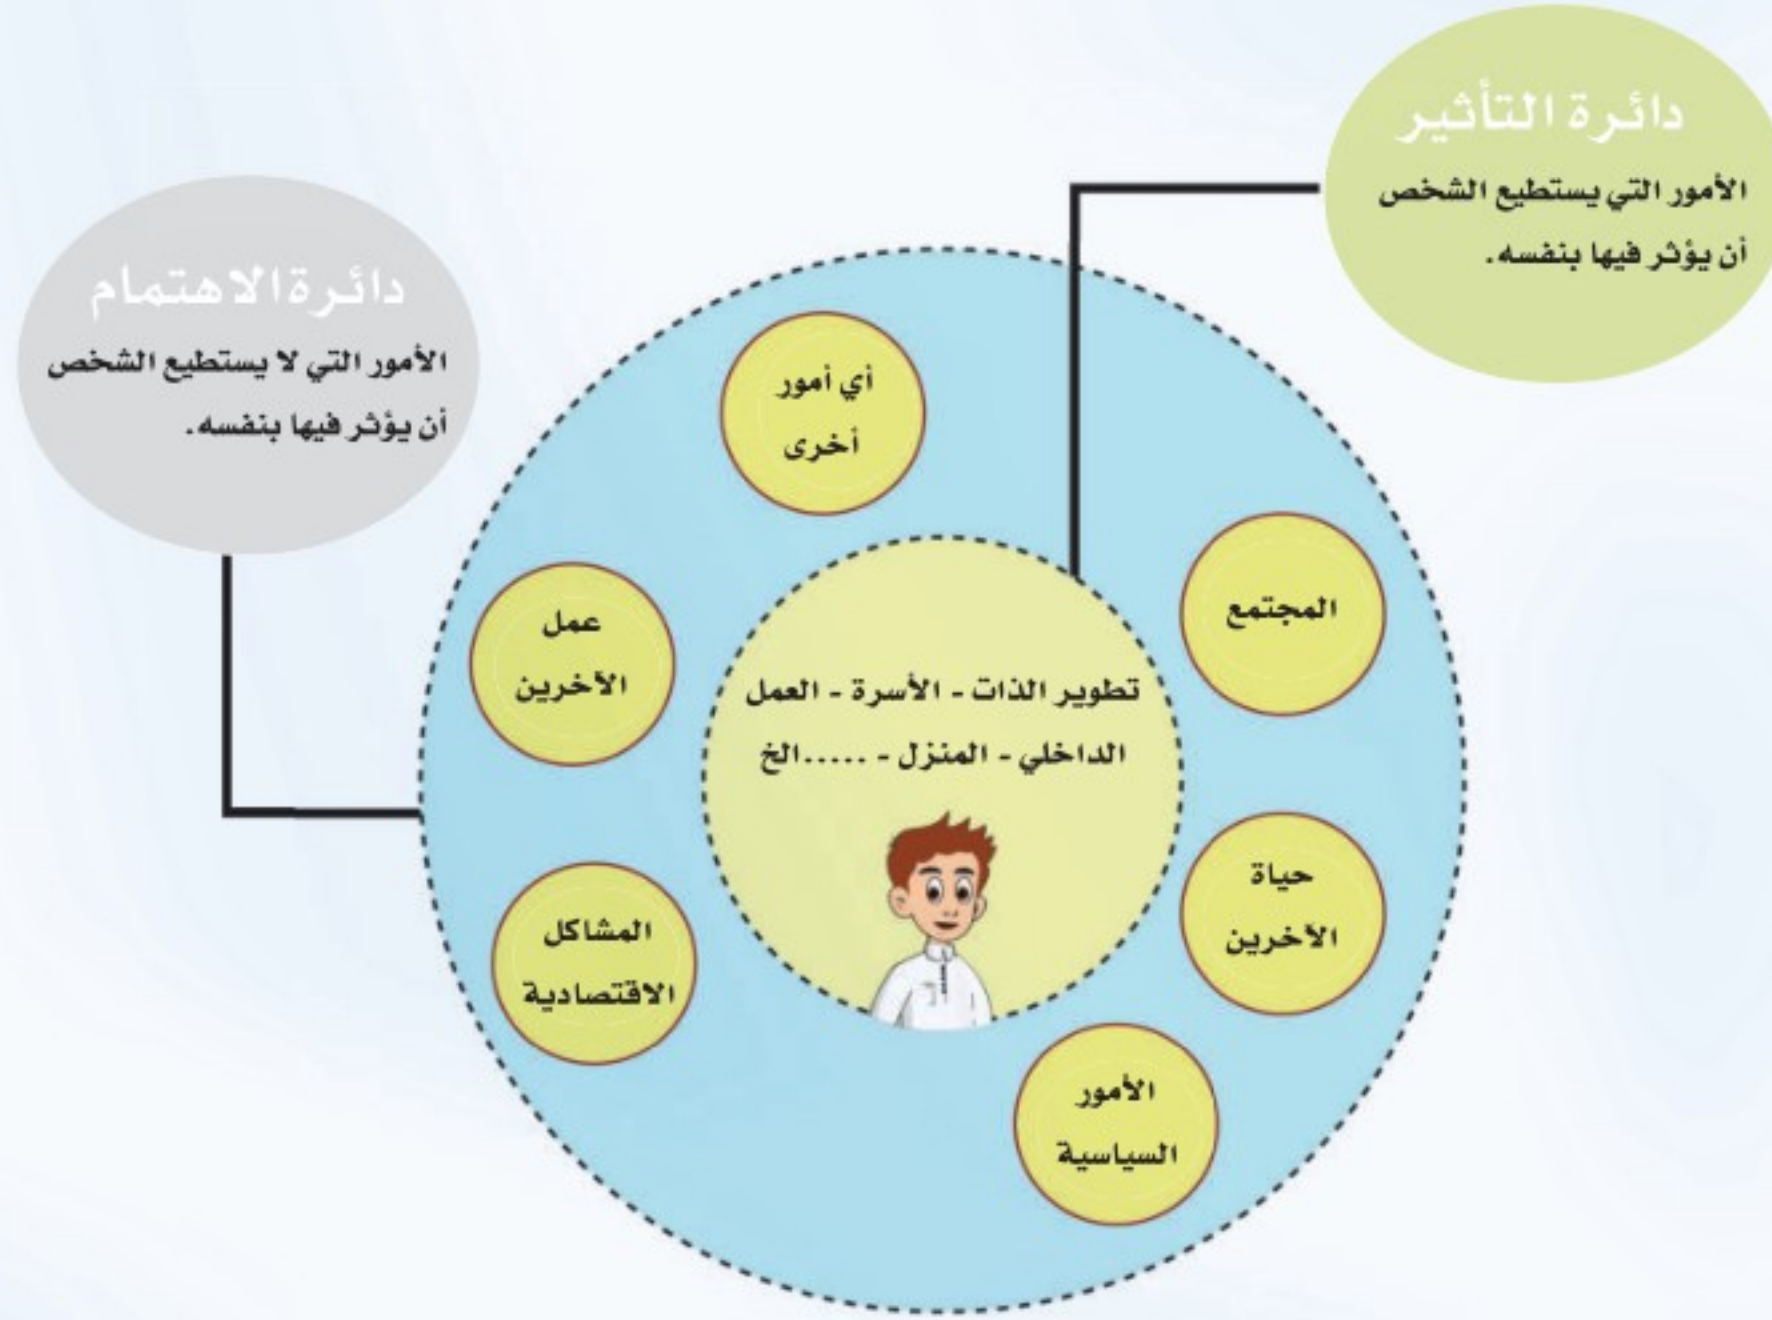 دائرة التأثير
الأمور التي يستطيع الشخص
أن يؤثر فيها بنفسه.
دائرة الاهتمام
الأمور التي لا يستطيع الشخص
أن يؤثر فيها بنفسه.
أي أمور
أخرى
المجتمع
عمل
الآخرين
تطوير الذات - الأسرة - العمل
الداخلي - المنزل - .....الخ
حياة
الآخرين
المشاكل
الاقتصادية
الأمور
السياسية